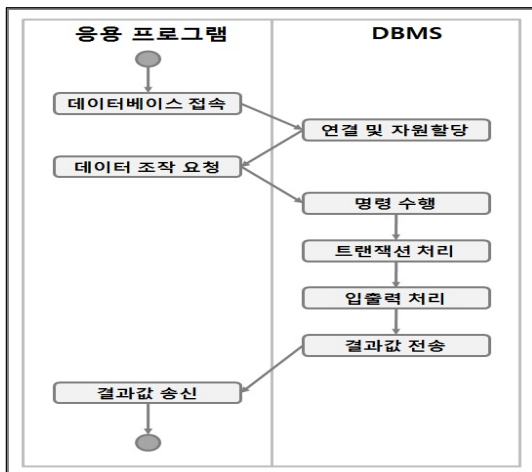 응용 프로그램
DBMS
데이터베이스 접속
연결 및 자원할당
데이터 조작 요청
명령 수행
트랜잭션 처리
입출력 처리
결과값 전송
결과값 송신